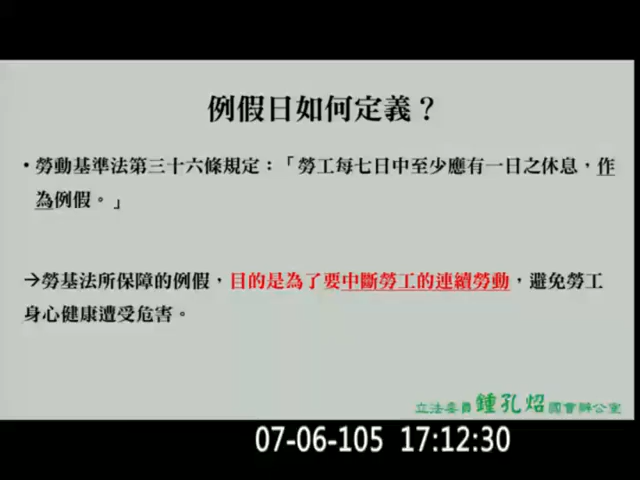 例假日如何定義？
•勞動基準法第三十六條規定：「勞工每七日中至少應有一日之休息，作
為例假。」
→勞基法所保障的例假，目的是為了要中斷勞工的連續勞動，避免勞工
身心健康遭受危害。
立法委員鍾孔炤國會辦公室
07-06-105 17:12:30